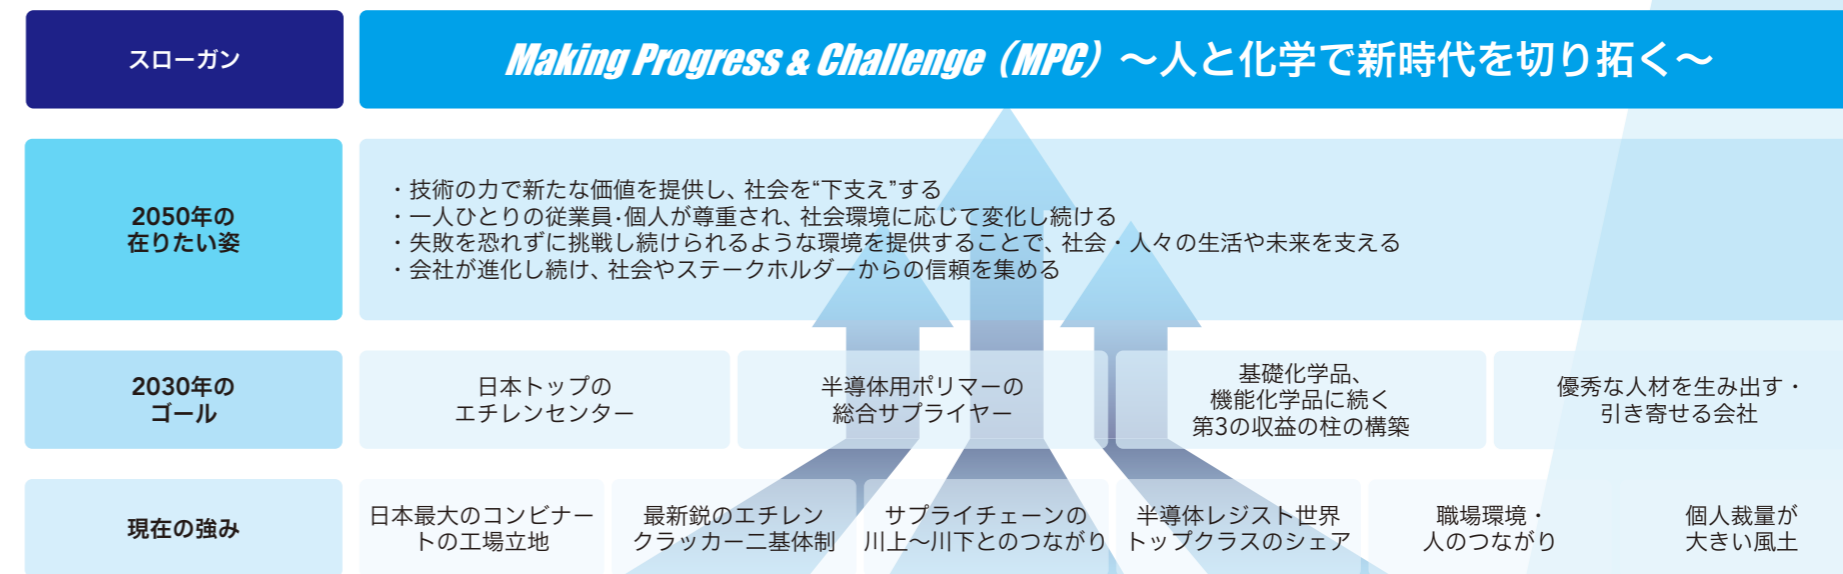 スローガン
Making Progress & Challenge（MPC）～人と化学で新時代を切り拓く～
2050年の
在りたい姿
・技術の力で新たな価値を提供し、社会を“下支え”する
・一人ひとりの従業員・個人が尊重され、社会環境に応じて変化し続ける
・失敗を恐れずに挑戦し続けられるような環境を提供することで、社会・人々の生活や未来を支える
・会社が進化し続け、社会やステークホルダーからの信頼を集める
2030年の
ゴール
日本トップの
エチレンセンター
半導体用ポリマーの
総合サプライヤー
基礎化学品、
機能化学品に続く
第3の収益の柱の構築
優秀な人材を生み出す・
引き寄せる会社
現在の強み
日本最大のコンビナー
トの工場立地
最新鋭のエチレン
クラッカー二基体制
サプライチェーンの
川上～川下とのつながり
半導体レジスト世界
トップクラスのシェア
職場環境・
人のつながり
個人裁量が
大きい風土